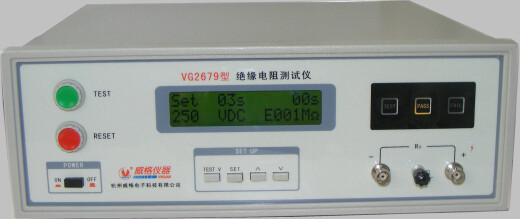 VG2679型 绝缘电阻测试仪
TEST
Set 03s 00s
250 VDC E001MΩ
TEST PASS FAIL
RESET
POWER
ON OFF
威格仪器
杭州威格电子科技有限公司
SET UP
TEST V SET ∧ ∨
- Rx +